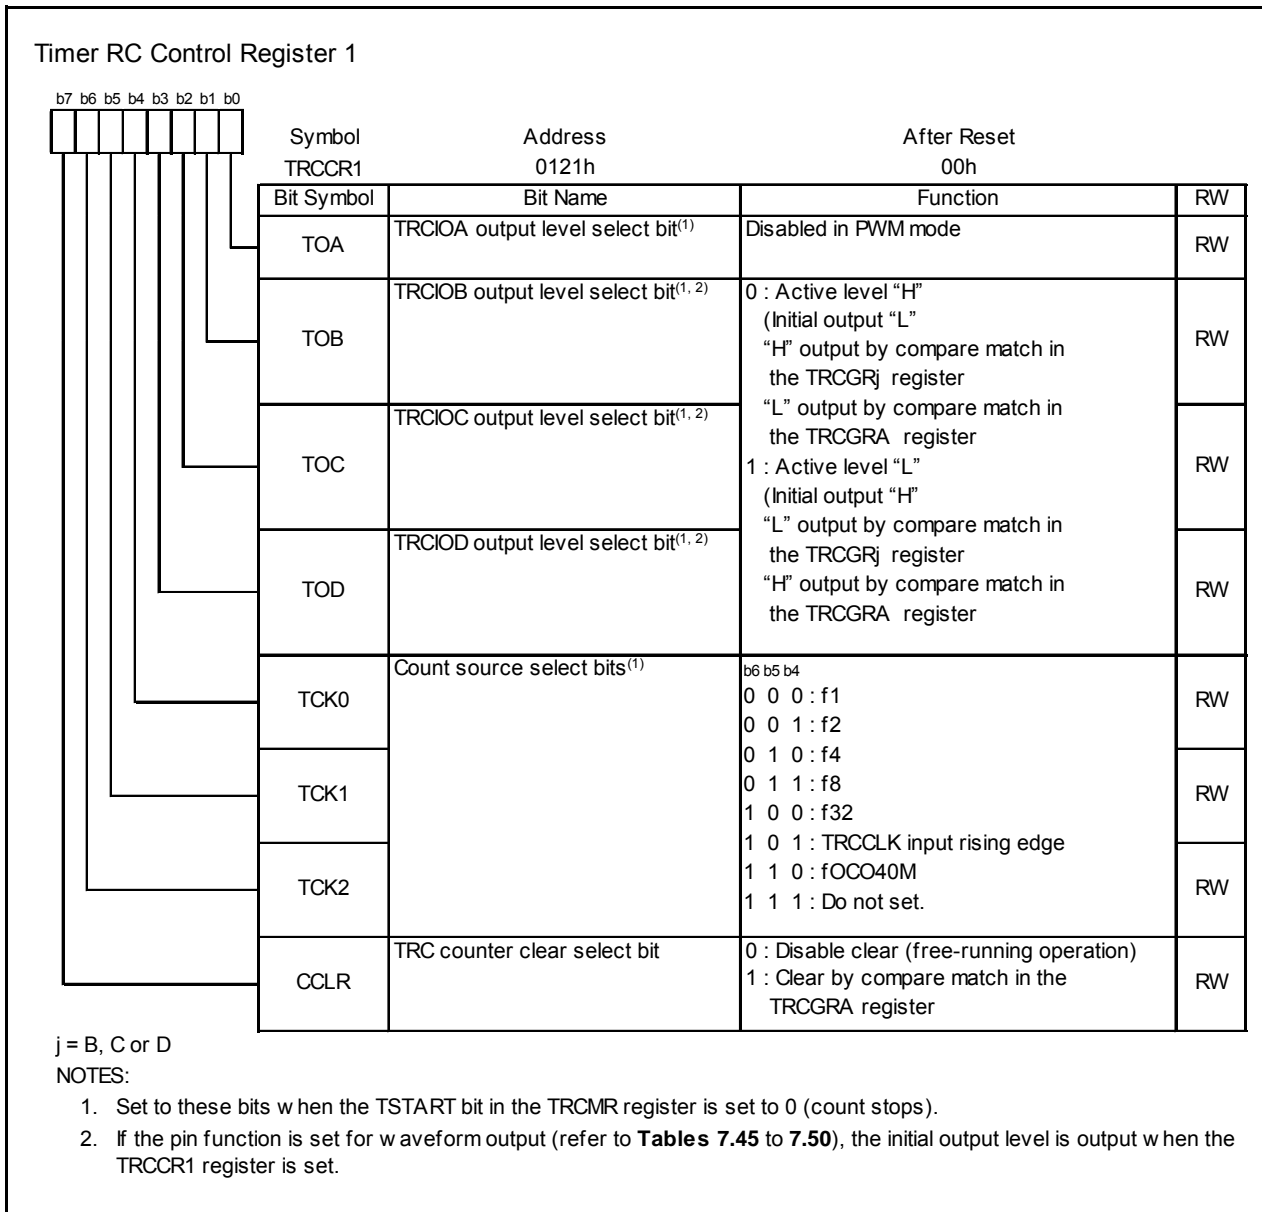 Timer RC Control Register 1
b7 b6 b5 b4 b3 b2 b1 b0
Symbol Address After Reset
TRCCR1 0121h 00h
Bit Symbol Bit Name Function RW
TOA TRCIOA output level select bit(1) Disabled in PWM mode RW
TOB TRCIOB output level select bit(1, 2) RW
TOC TRCIOC output level select bit(1, 2) RW
TOD TRCIOD output level select bit(1, 2) RW
0 : Active level “H”
(Initial output “L”
“H” output by compare match in
the TRCGRj register
“L” output by compare match in
the TRCGRA register
1 : Active level “L”
(Initial output “H”
“L” output by compare match in
the TRCGRj register
“H” output by compare match in
the TRCGRA register
TCK0 Count source select bits(1) RW
TCK1 RW
TCK2 RW
b6 b5 b4
0 0 0 : f1
0 0 1 : f2
0 1 0 : f4
0 1 1 : f8
1 0 0 : f32
1 0 1 : TRCCLK input rising edge
1 1 0 : fOCO40M
1 1 1 : Do not set.
CCLR TRC counter clear select bit RW
0 : Disable clear (free-running operation)
1 : Clear by compare match in the
TRCGRA register
j = B, C or D
NOTES:
1. Set to these bits when the TSTART bit in the TRCMR register is set to 0 (count stops).
2. If the pin function is set for waveform output (refer to Tables 7.45 to 7.50), the initial output level is output when the
TRCCR1 register is set.